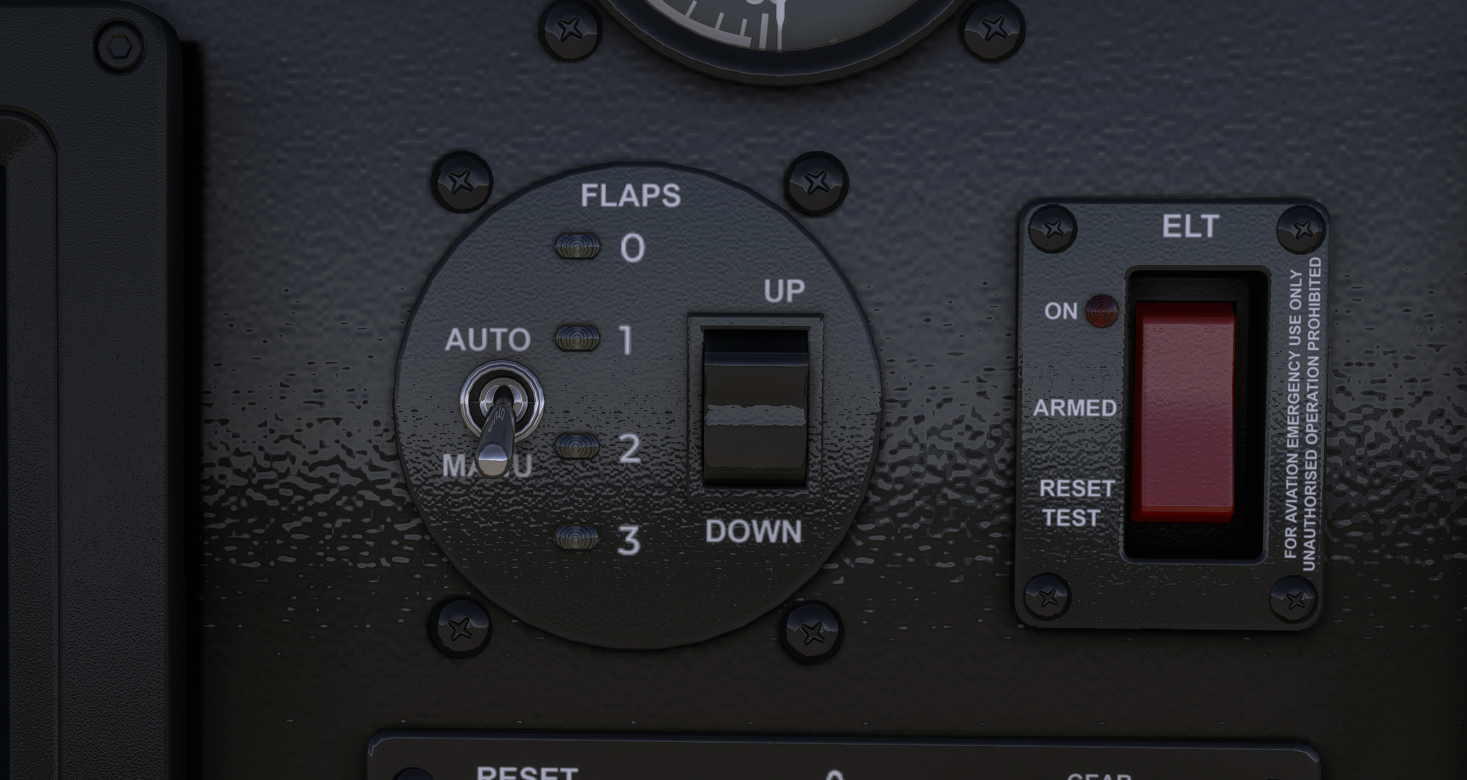 FLAPS
0
1
2
3
AUTO
UP
DOWN
ELT
ON
ARMED
RESET
TEST
FOR AVIATION EMERGENCY USE ONLY
UNAUTHORISED OPERATION PROHIBITED
RESET